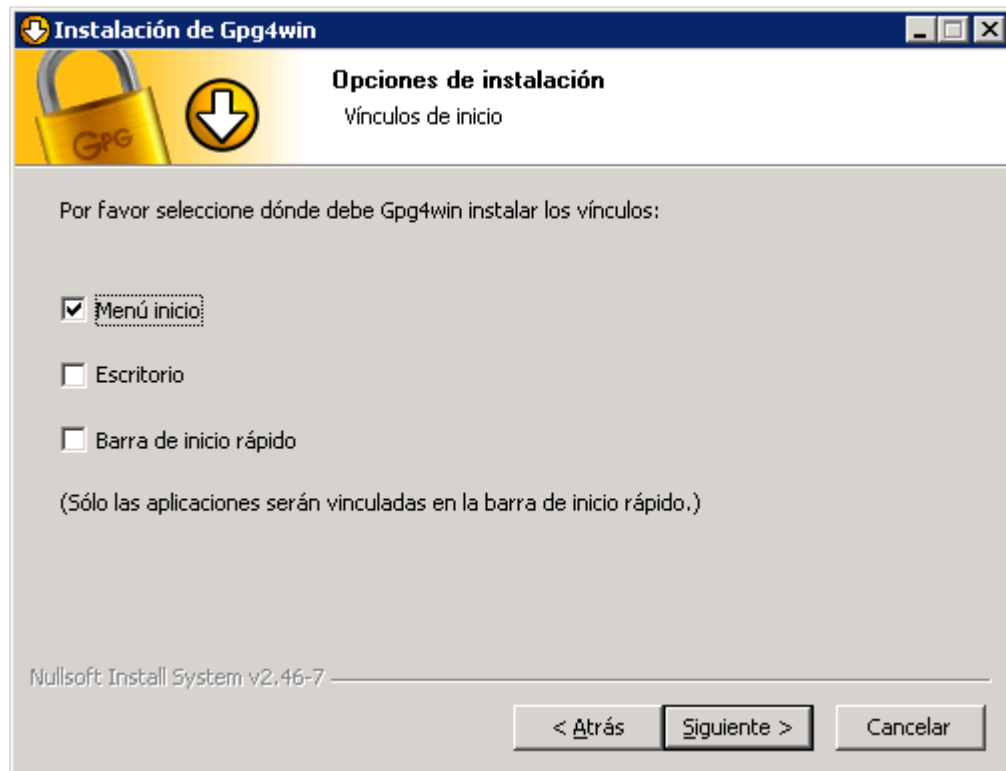 Instalación de Gpg4win
Opciones de instalación
Vínculos de inicio
GPG
Por favor seleccione dónde debe Gpg4win instalar los vínculos:
Menú inicio
Escritorio
Barra de inicio rápido
(Sólo las aplicaciones serán vinculadas en la barra de inicio rápido.)
Nullsoft Install System v2.46-7
< Atrás
Siguiente >
Cancelar